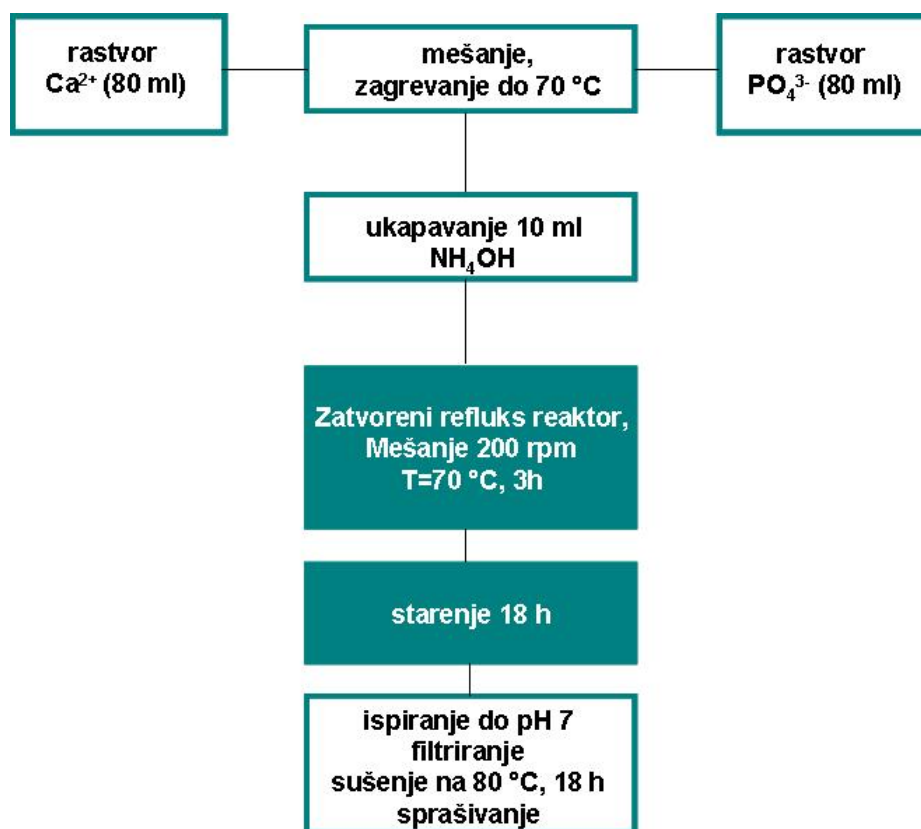 rastvor
Ca²⁺ (80 ml)
mešanje,
zagrevanje do 70 °C
rastvor
PO₄³⁻ (80 ml)
ukapavanje 10 ml
NH₄OH
Zatvoreni refluks reaktor,
Mešanje 200 rpm
T=70 °C, 3h
starenje 18 h
ispiranje do pH 7
filtriranje
sušenje na 80 °C, 18 h
sprašivanje